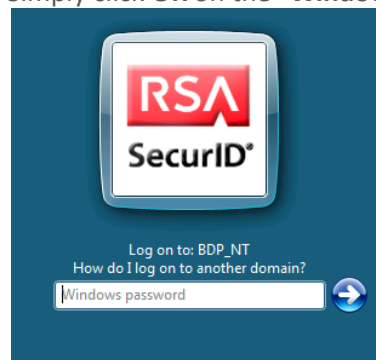 RSA
SecurID®
Log on to: BDP_NT
How do I log on to another domain?
Windows password